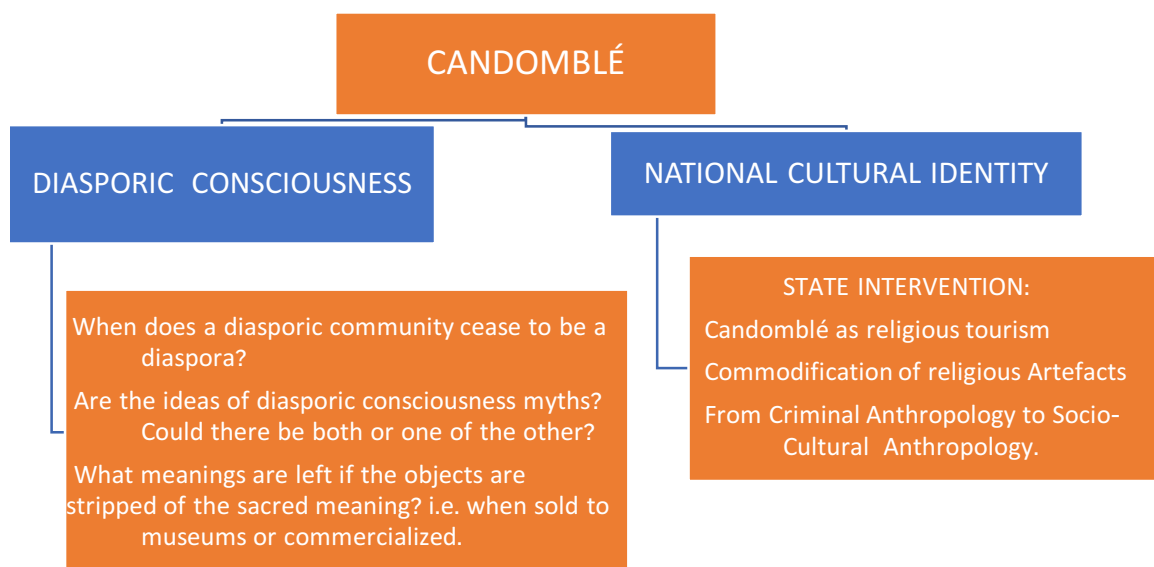 CANDOMBLÉ
DIASPORIC CONSCIOUSNESS
NATIONAL CULTURAL IDENTITY
When does a diasporic community cease to be a
diaspora?
Are the ideas of diasporic consciousness myths?
Could there be both or one of the other?
What meanings are left if the objects are
stripped of the sacred meaning? i.e. when sold to
museums or commercialized.
STATE INTERVENTION:
Candomblé as religious tourism
Commodification of religious Artefacts
From Criminal Anthropology to Socio-
Cultural Anthropology.